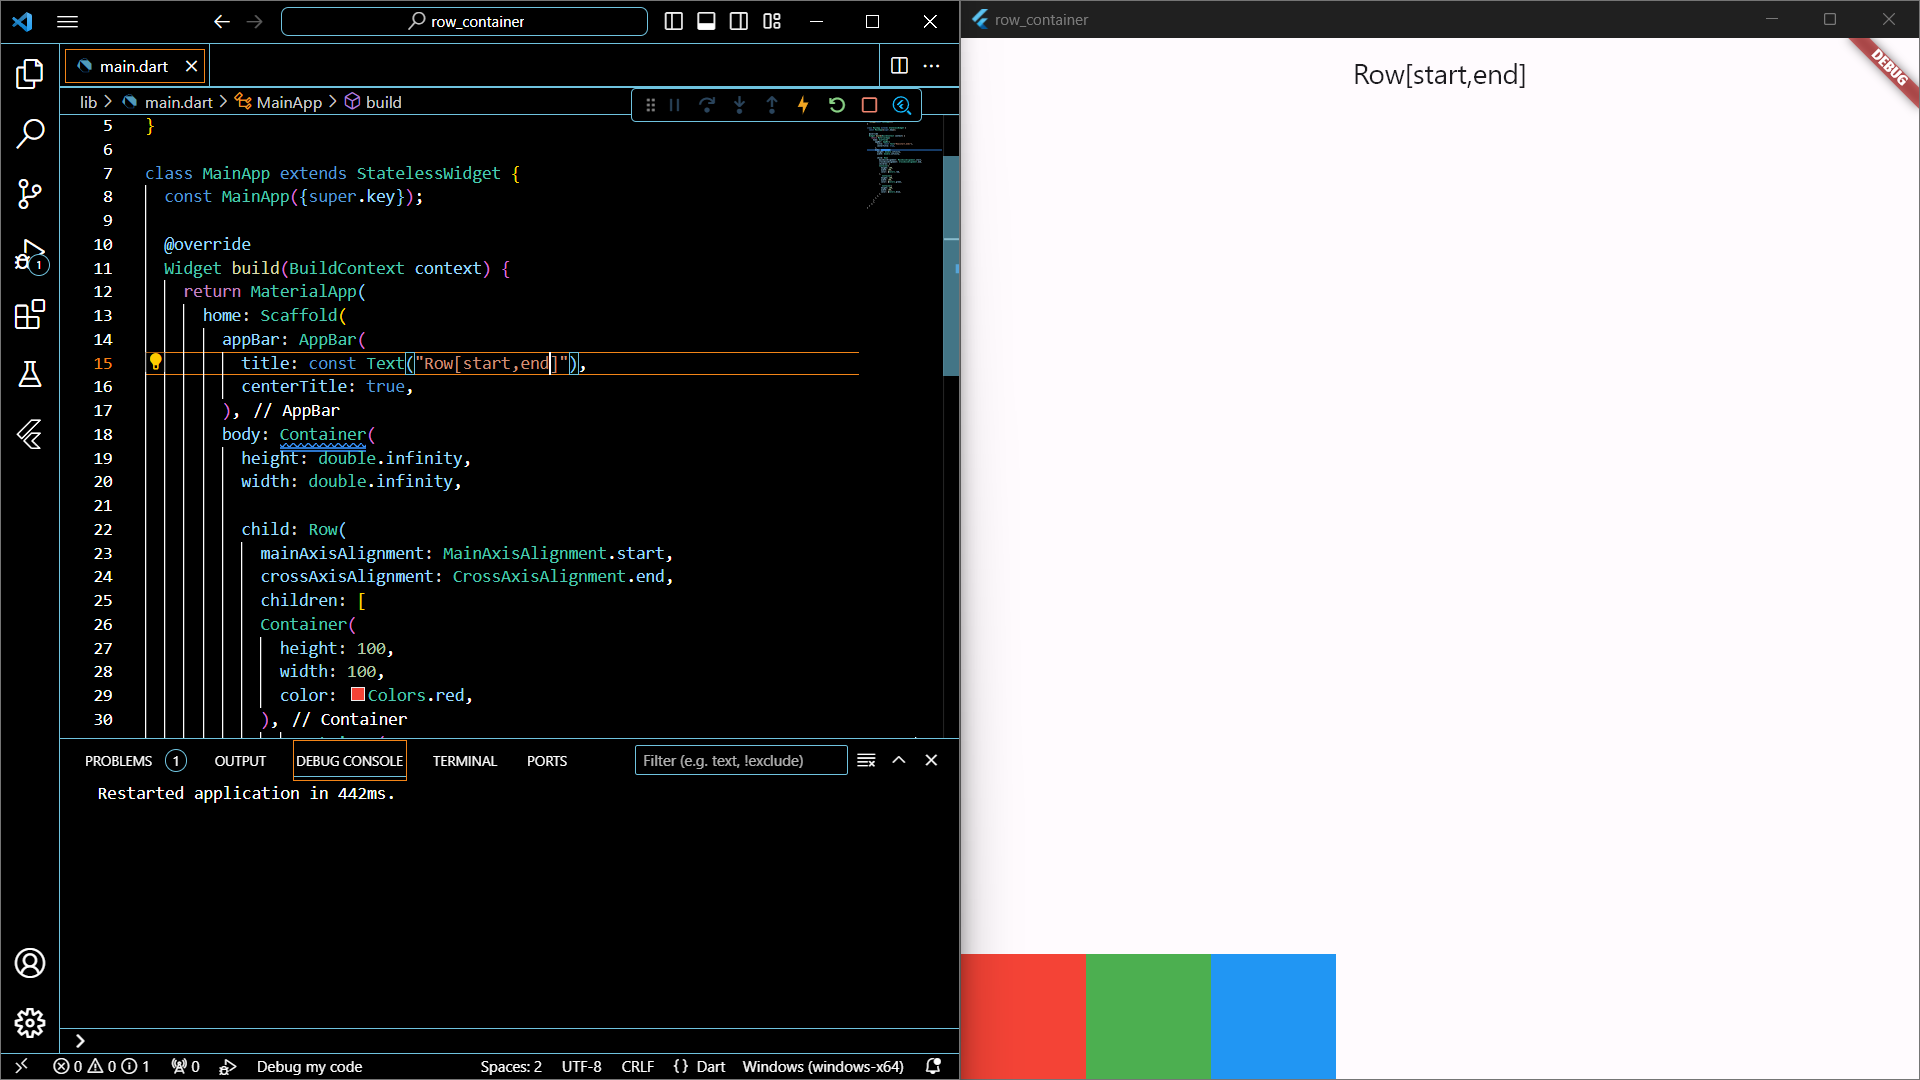 row_container
main.dart
lib > main.dart > MainApp > build
5 }
6
7 class MainApp extends StatelessWidget {
8 const MainApp({super.key});
9
10 @override
11 Widget build(BuildContext context) {
12 return MaterialApp(
13 home: Scaffold(
14 appBar: AppBar(
15 title: const Text("Row[start,end]"),
16 centerTitle: true,
17 ), // AppBar
18 body: Container(
19 height: double.infinity,
20 width: double.infinity,
21
22 child: Row(
23 mainAxisAlignment: MainAxisAlignment.start,
24 crossAxisAlignment: CrossAxisAlignment.end,
25 children: [
26 Container(
27 height: 100,
28 width: 100,
29 color: Colors.red,
30 ), // Container
PROBLEMS 1 OUTPUT DEBUG CONSOLE TERMINAL PORTS Filter (e.g. text, !exclude)
Restarted application in 442ms.
1
0 0 1 0 Debug my code Spaces: 2 UTF-8 CRLF {} Dart Windows (windows-x64)
row_container
Row[start,end]
DEBUG